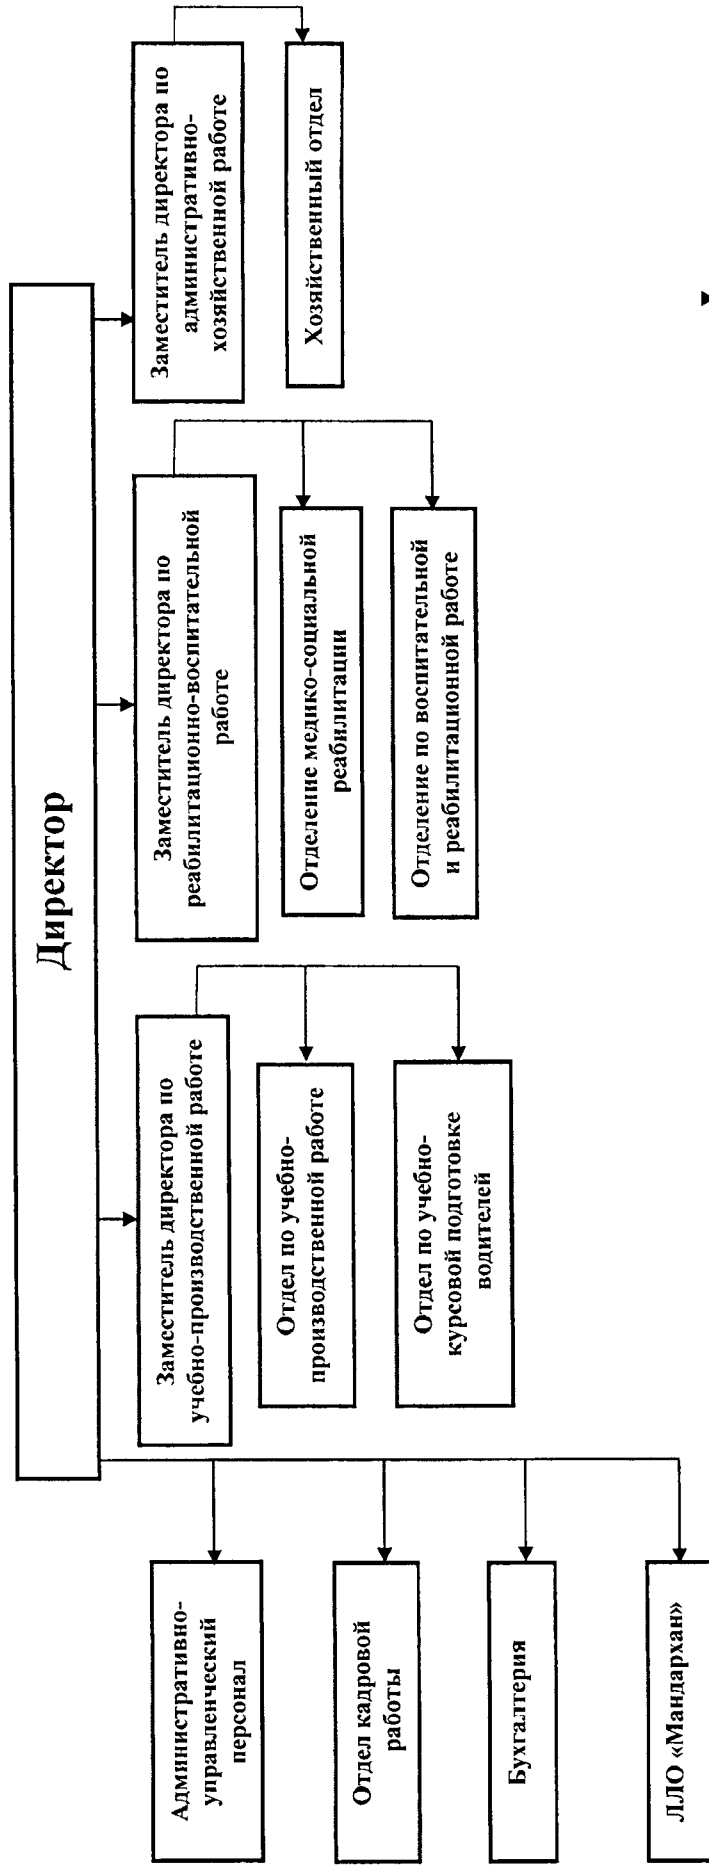 Директор
Административно-
управленческий
персонал
Отдел кадровой
работы
Бухгалтерия
ЛЛО «Мандархан»
Заместитель директора по
учебно-производственной работе
Отдел по учебно-
производственной работе
Отдел по учебно-
курсовой подготовке
водителей
Заместитель директора по
реабилитационно-воспитательной
работе
Отделение медико-социальной
реабилитации
Отделение по воспитательной
и реабилитационной работе
Заместитель директора по
административно-
хозяйственной работе
Хозяйственный отдел